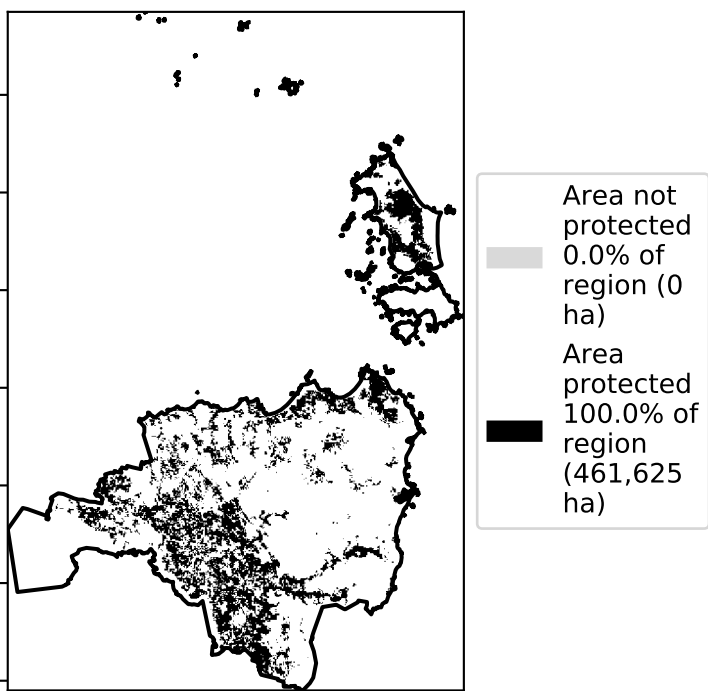 Area not
protected
0.0% of
region (0
ha)
Area
protected
100.0% of
region
(461,625
ha)